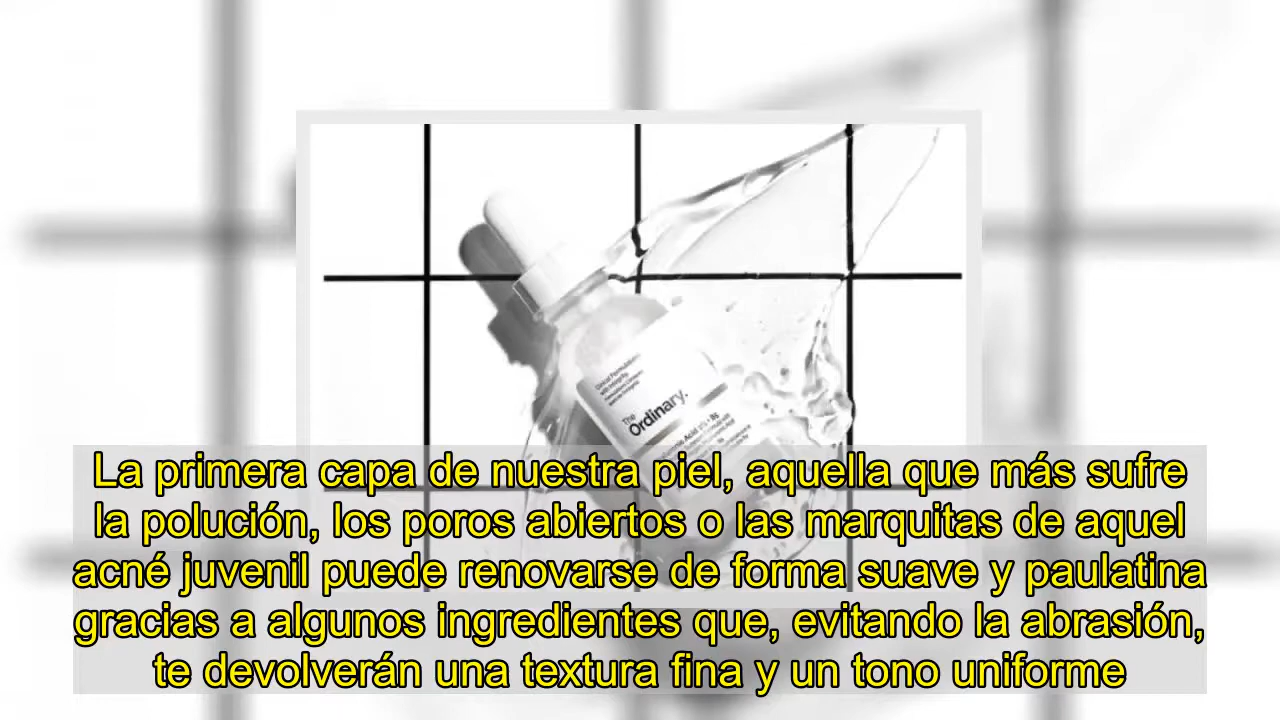 The
Ordinary.
La primera capa de nuestra piel, aquella que más sufre
la polución, los poros abiertos o las marquitas de aquel
acné juvenil puede renovarse de forma suave y paulatina
gracias a algunos ingredientes que, evitando la abrasión,
te devolverán una textura fina y un tono uniforme